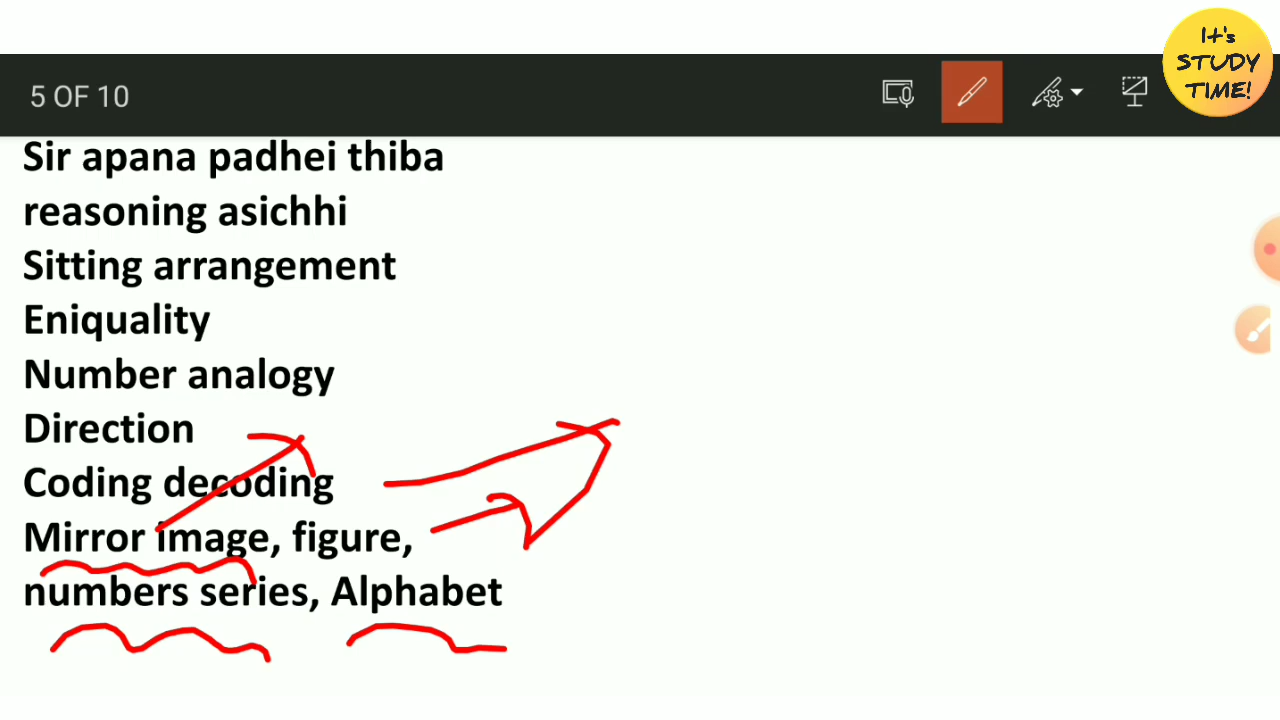 It's
STUDY
TIME!
5 OF 10
Sir apana padhei thiba
reasoning asichhi
Sitting arrangement
Eniquality
Number analogy
Direction
Coding decoding
Mirror image, figure,
numbers series, Alphabet